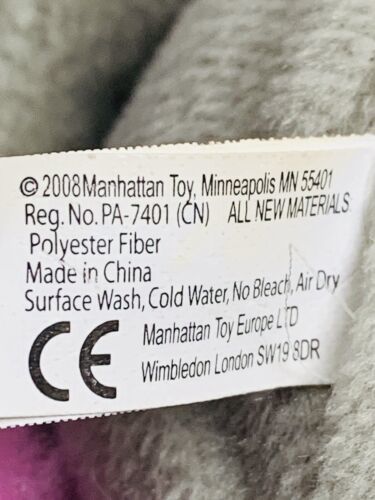 © 2008 Manhattan Toy, Minneapolis MN 55401
Reg. No. PA-7401 (CN) ALL NEW MATERIALS
Polyester Fiber
Made in China
Surface Wash, Cold Water, No Bleach, Air Dry
CE Manhattan Toy Europe LTD
Wimbledon London SW19 8DR